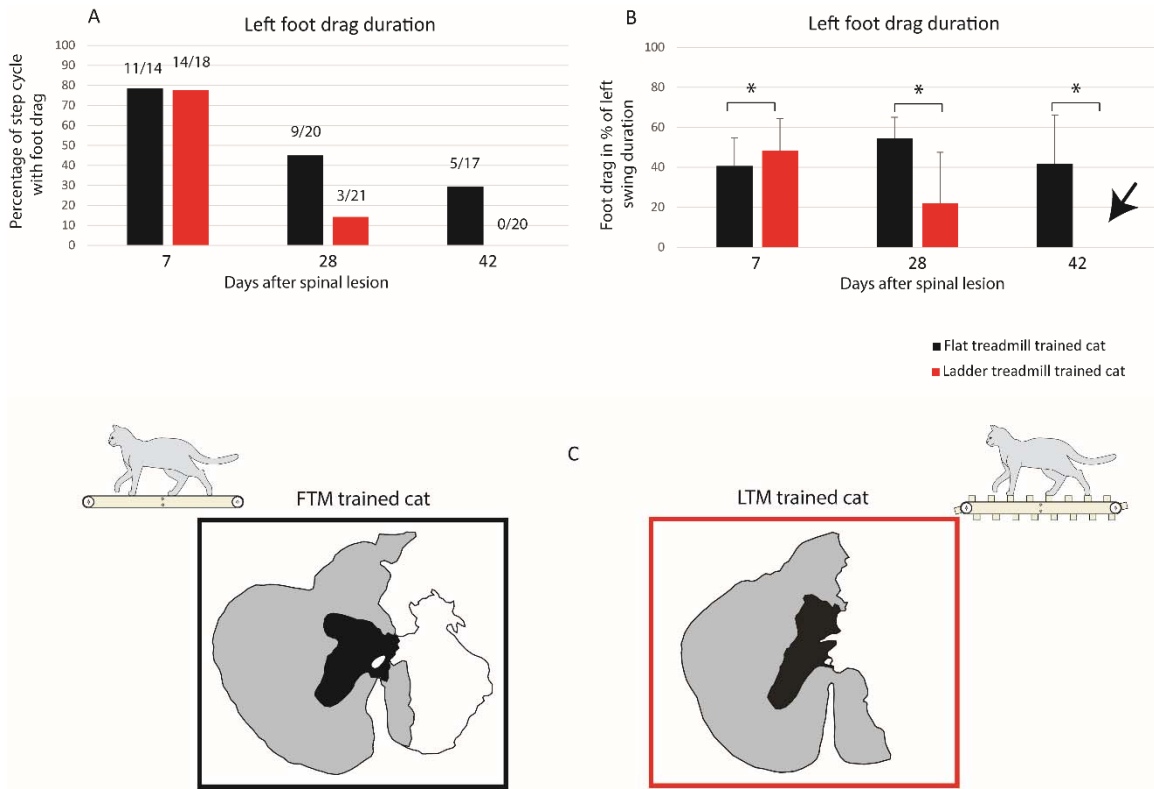 A
Left foot drag duration
Percentage of step cycle
with foot drag
100
90
80
70
60
50
40
30
20
10
0
11/14
14/18
9/20
3/21
5/17
0/20
7
28
42
Days after spinal lesion
B
Left foot drag duration
Foot drag in % of left
swing duration
100
80
60
40
20
0
*
*
*
7
28
42
Days after spinal lesion
Flat treadmill trained cat
Ladder treadmill trained cat
C
FTM trained cat
LTM trained cat